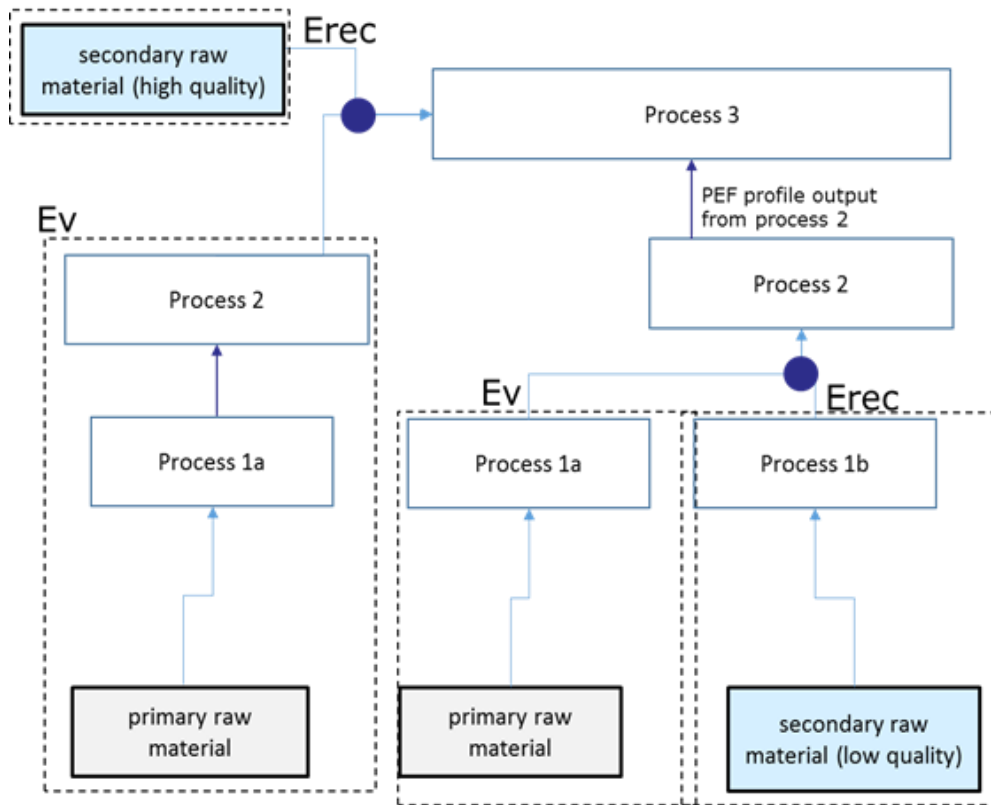 secondary raw
material (high quality)
Erec
Process 3
PEF profile output
from process 2
Ev
Process 2
Process 2
Process 1a
Ev
Erec
Process 1a
Process 1b
primary raw
material
primary raw
material
secondary raw
material (low quality)